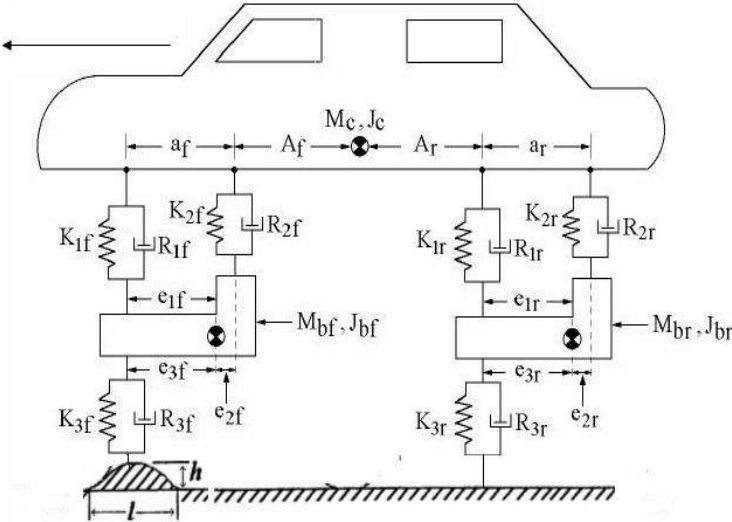 M_c, J_c
a_f A_f A_r a_r
K_1f R_1f K_2f R_2f K_1r R_1r K_2r R_2r
e_1f e_1r
M_bf, J_bf M_br, J_br
e_3f e_3r
e_2f e_2r
K_3f R_3f K_3r R_3r
h
l